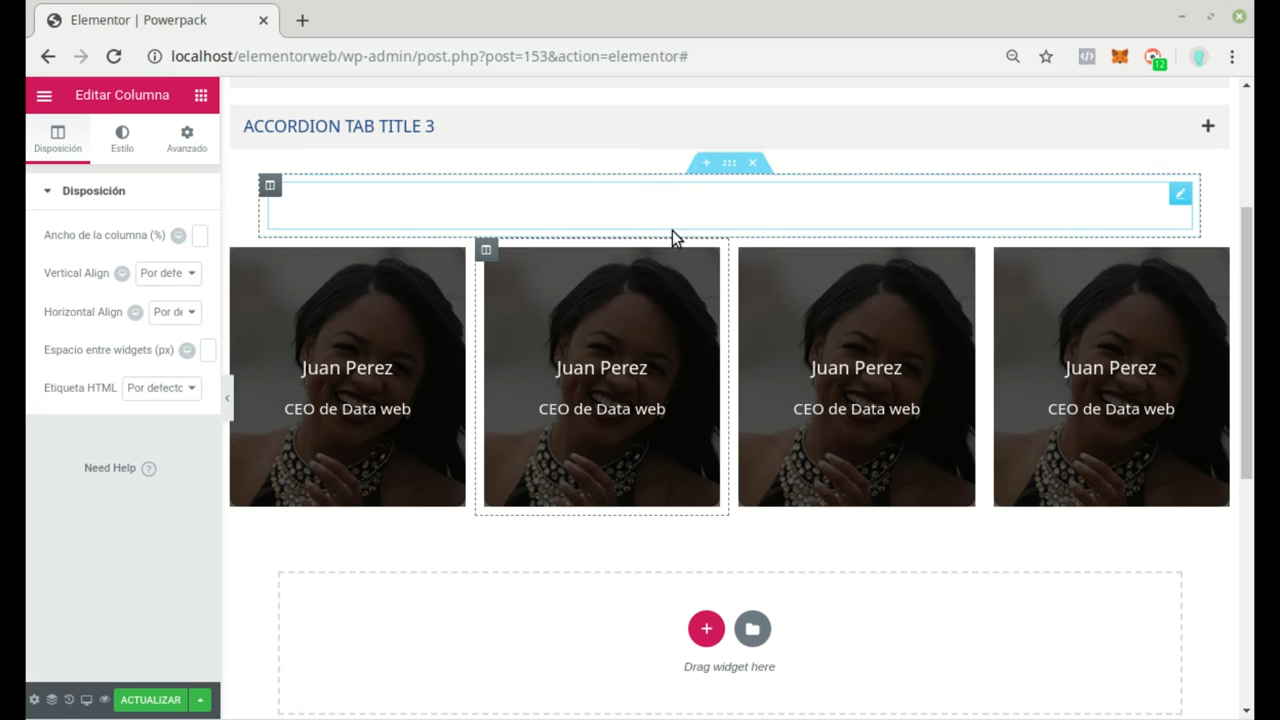 Elementor | Powerpack
localhost/elementorweb/wp-admin/post.php?post=153&action=elementor#
12
Editar Columna
Disposición
Estilo
Avanzado
Disposición
Ancho de la columna (%)
Vertical Align
Por defe
Horizontal Align
Por de
Espacio entre widgets (px)
Etiqueta HTML
Por defecto
Need Help
ACTUALIZAR
ACCORDION TAB TITLE 3
Juan Perez
CEO de Data web
Juan Perez
CEO de Data web
Juan Perez
CEO de Data web
Juan Perez
CEO de Data web
Drag widget here